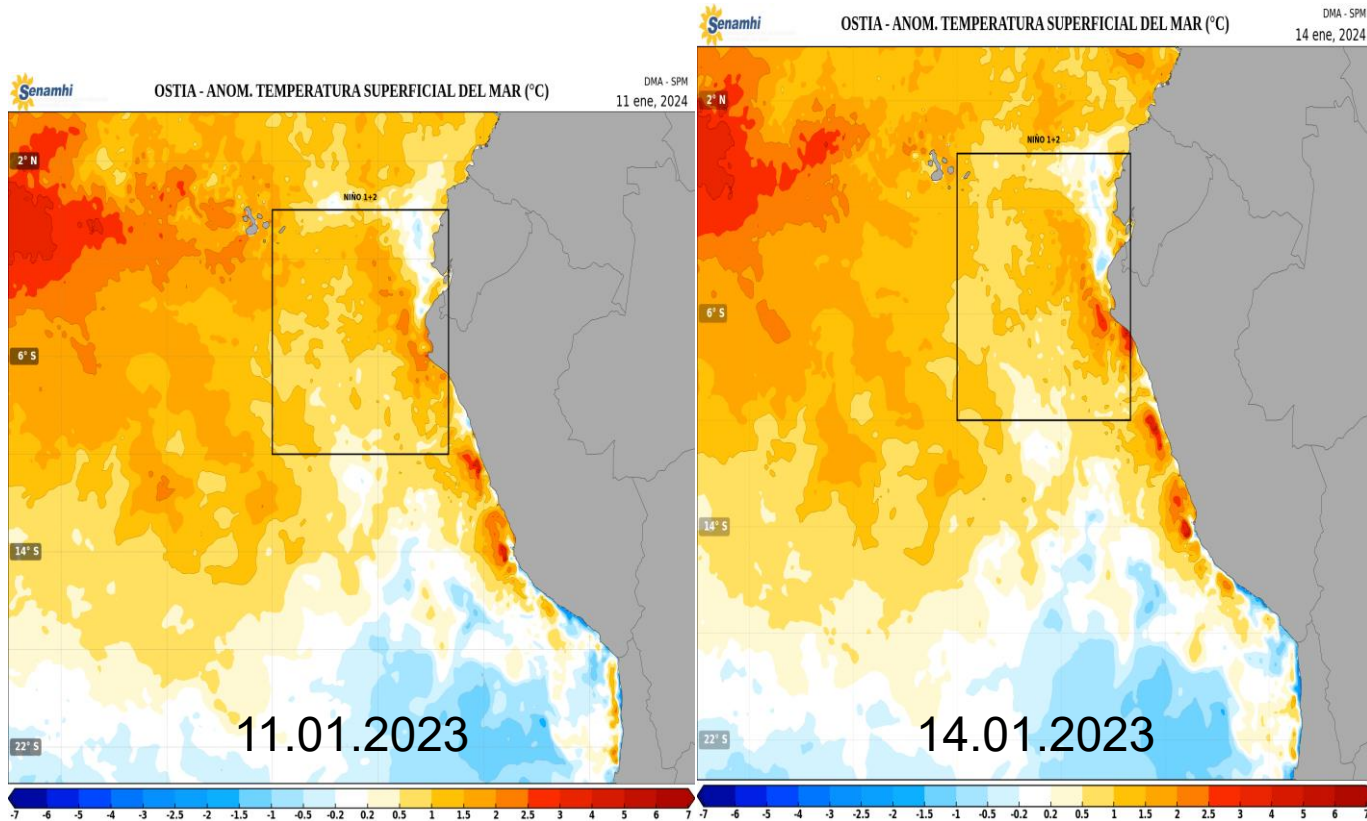 Senamhi
OSTIA - ANOM. TEMPERATURA SUPERFICIAL DEL MAR (°C)
DMA - SPM
11 ene, 2024
2° N
NIÑO 1+2
6° S
14° S
22° S
11.01.2023
-7 -6 -5 -4 -3 -2.5 -2 -1.5 -1 -0.5 -0.2 0.2 0.5 1 1.5 2 2.5 3 4 5 6 7
Senamhi
OSTIA - ANOM. TEMPERATURA SUPERFICIAL DEL MAR (°C)
DMA - SPM
14 ene, 2024
2° N
NIÑO 1+2
6° S
14° S
22° S
14.01.2023
-7 -6 -5 -4 -3 -2.5 -2 -1.5 -1 -0.5 -0.2 0.2 0.5 1 1.5 2 2.5 3 4 5 6 7